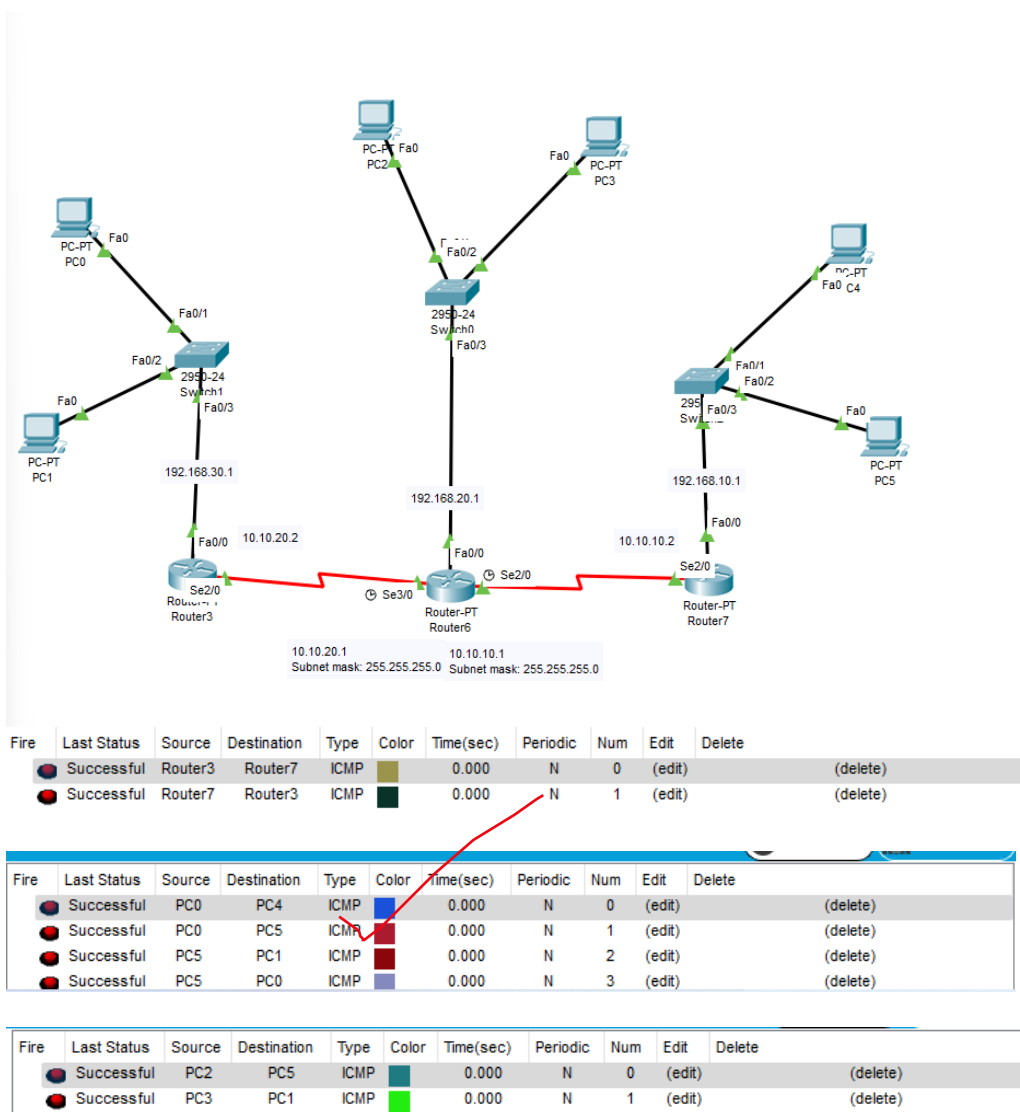 PC-PT
PC2
Fa0
Fa0
PC-PT
PC3
Fa0
PC-PT
PC0
Fa0/2
Fa0
2950-24
Fa0/3
Fa0/1
Fa0/2
2950-24
Fa0/3
Fa0
PC-PT
PC1
Fa0/1
Fa0/2
Fa0/3
Fa0
PC-PT
PC5
192.168.30.1
192.168.20.1
192.168.10.1
Fa0/0
10.10.20.2
Fa0/0
10.10.10.2
Fa0/0
Se2/0
Router3
Se3/0
Se2/0
Router-PT
Router6
Se2/0
Router-PT
Router7
10.10.20.1
Subnet mask: 255.255.255.0
10.10.10.1
Subnet mask: 255.255.255.0
Fire Last Status Source Destination Type Color Time(sec) Periodic Num Edit Delete
Successful Router3 Router7 ICMP 0.000 N 0 (edit) (delete)
Successful Router7 Router3 ICMP 0.000 N 1 (edit) (delete)
Fire Last Status Source Destination Type Color Time(sec) Periodic Num Edit Delete
Successful PC0 PC4 ICMP 0.000 N 0 (edit) (delete)
Successful PC0 PC5 ICMP 0.000 N 1 (edit) (delete)
Successful PC5 PC1 ICMP 0.000 N 2 (edit) (delete)
Successful PC5 PC0 ICMP 0.000 N 3 (edit) (delete)
Fire Last Status Source Destination Type Color Time(sec) Periodic Num Edit Delete
Successful PC2 PC5 ICMP 0.000 N 0 (edit) (delete)
Successful PC3 PC1 ICMP 0.000 N 1 (edit) (delete)